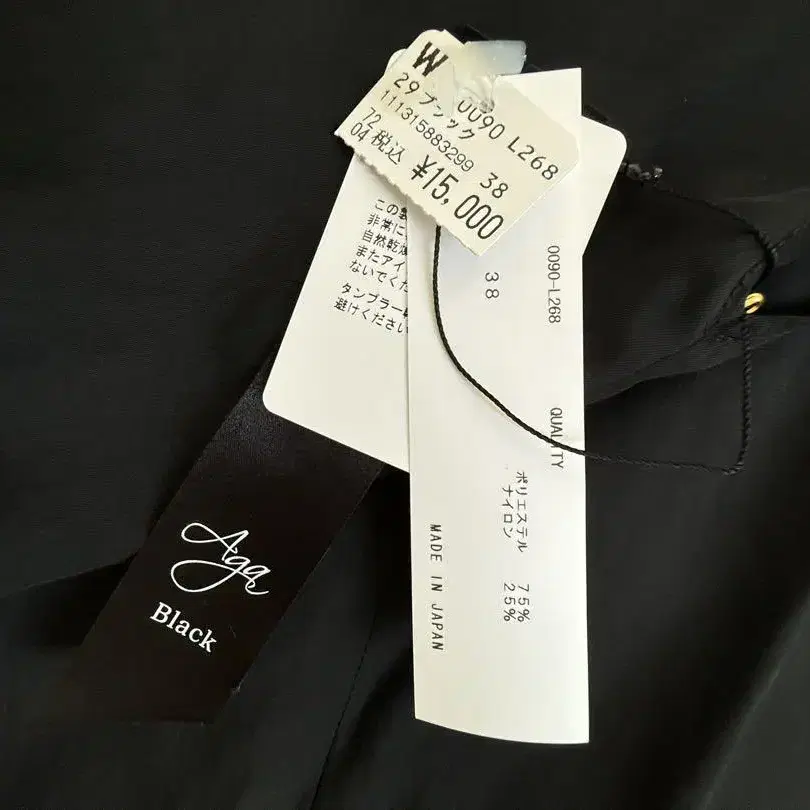 W 0090 L268
29 ブラック
111315883299 38
72
04 税込 ¥15,000
この
非常に
自然乾燥
またアイ
ないでくだ
タンブラー
避けください
0090-L268
38
QUALITY
ポリエステル 75%
ナイロン 25%
MADE IN JAPAN
Aga
Black